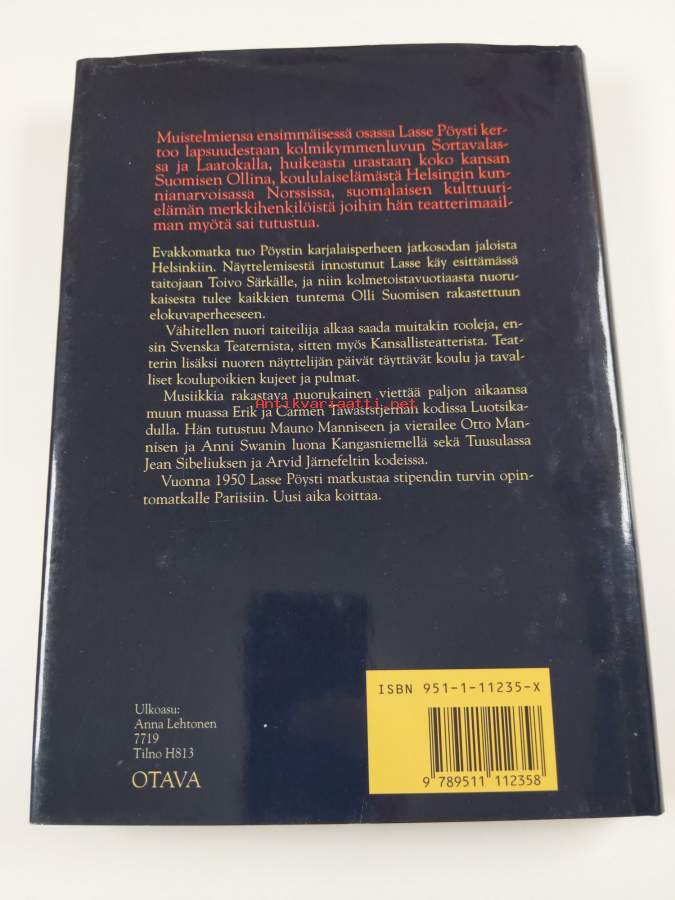 Muistelmiensa ensimmäisessä osassa Lasse Pöysti ker-
too lapsuudestaan kolmikymmenluvun Sortavalas-
sa ja Laatokalla, huikeasta urastaan koko kansan
Suomisen Ollina, koululaiselämästä Helsingin kun-
nianarvoisassa Norssissa, suomalaisen kulttuuri-
elämän merkkihenkilöistä joihin hän teatterimaail-
man myötä sai tutustua.
Evakkomatka tuo Pöystin karjalaisperheen jatkosodan jaloista
Helsinkiin. Näyttelemisestä innostunut Lasse käy esittämässä
taitojaan Toivo Särkälle, ja niin kolmetoistavuotiaasta nuoru-
kaisesta tulee kaikkien tuntema Olli Suomisen rakastettuun
elokuvaperheeseen.
Vähitellen nuori taiteilija alkaa saada muitakin rooleja, en-
sin Svenska Teaternista, sitten myös Kansallisteatterista. Teat-
terin lisäksi nuoren näyttelijän päivät täyttävät koulu ja taval-
liset koulupoikien kujeet ja pulmat.
Musiikkia rakastava nuorukainen viettää paljon aikaansa
muun muassa Erik ja Carmen Tawaststjernan kodissa Luotsika-
dulla. Hän tutustuu Mauno Manniseen ja vierailee Otto Man-
nisen ja Anni Swanin luona Kangasniemellä sekä Tuusulassa
Jean Sibeliuksen ja Arvid Järnefeltin kodeissa.
Vuonna 1950 Lasse Pöysti matkustaa stipendin turvin opin-
tomatkalle Pariisiin. Uusi aika koittaa.
Antikvariaatti.net
ISBN 951-1-11235-X
9 789511 112358
Ulkoasu:
Anna Lehtonen
7719
Tilno H813
OTAVA